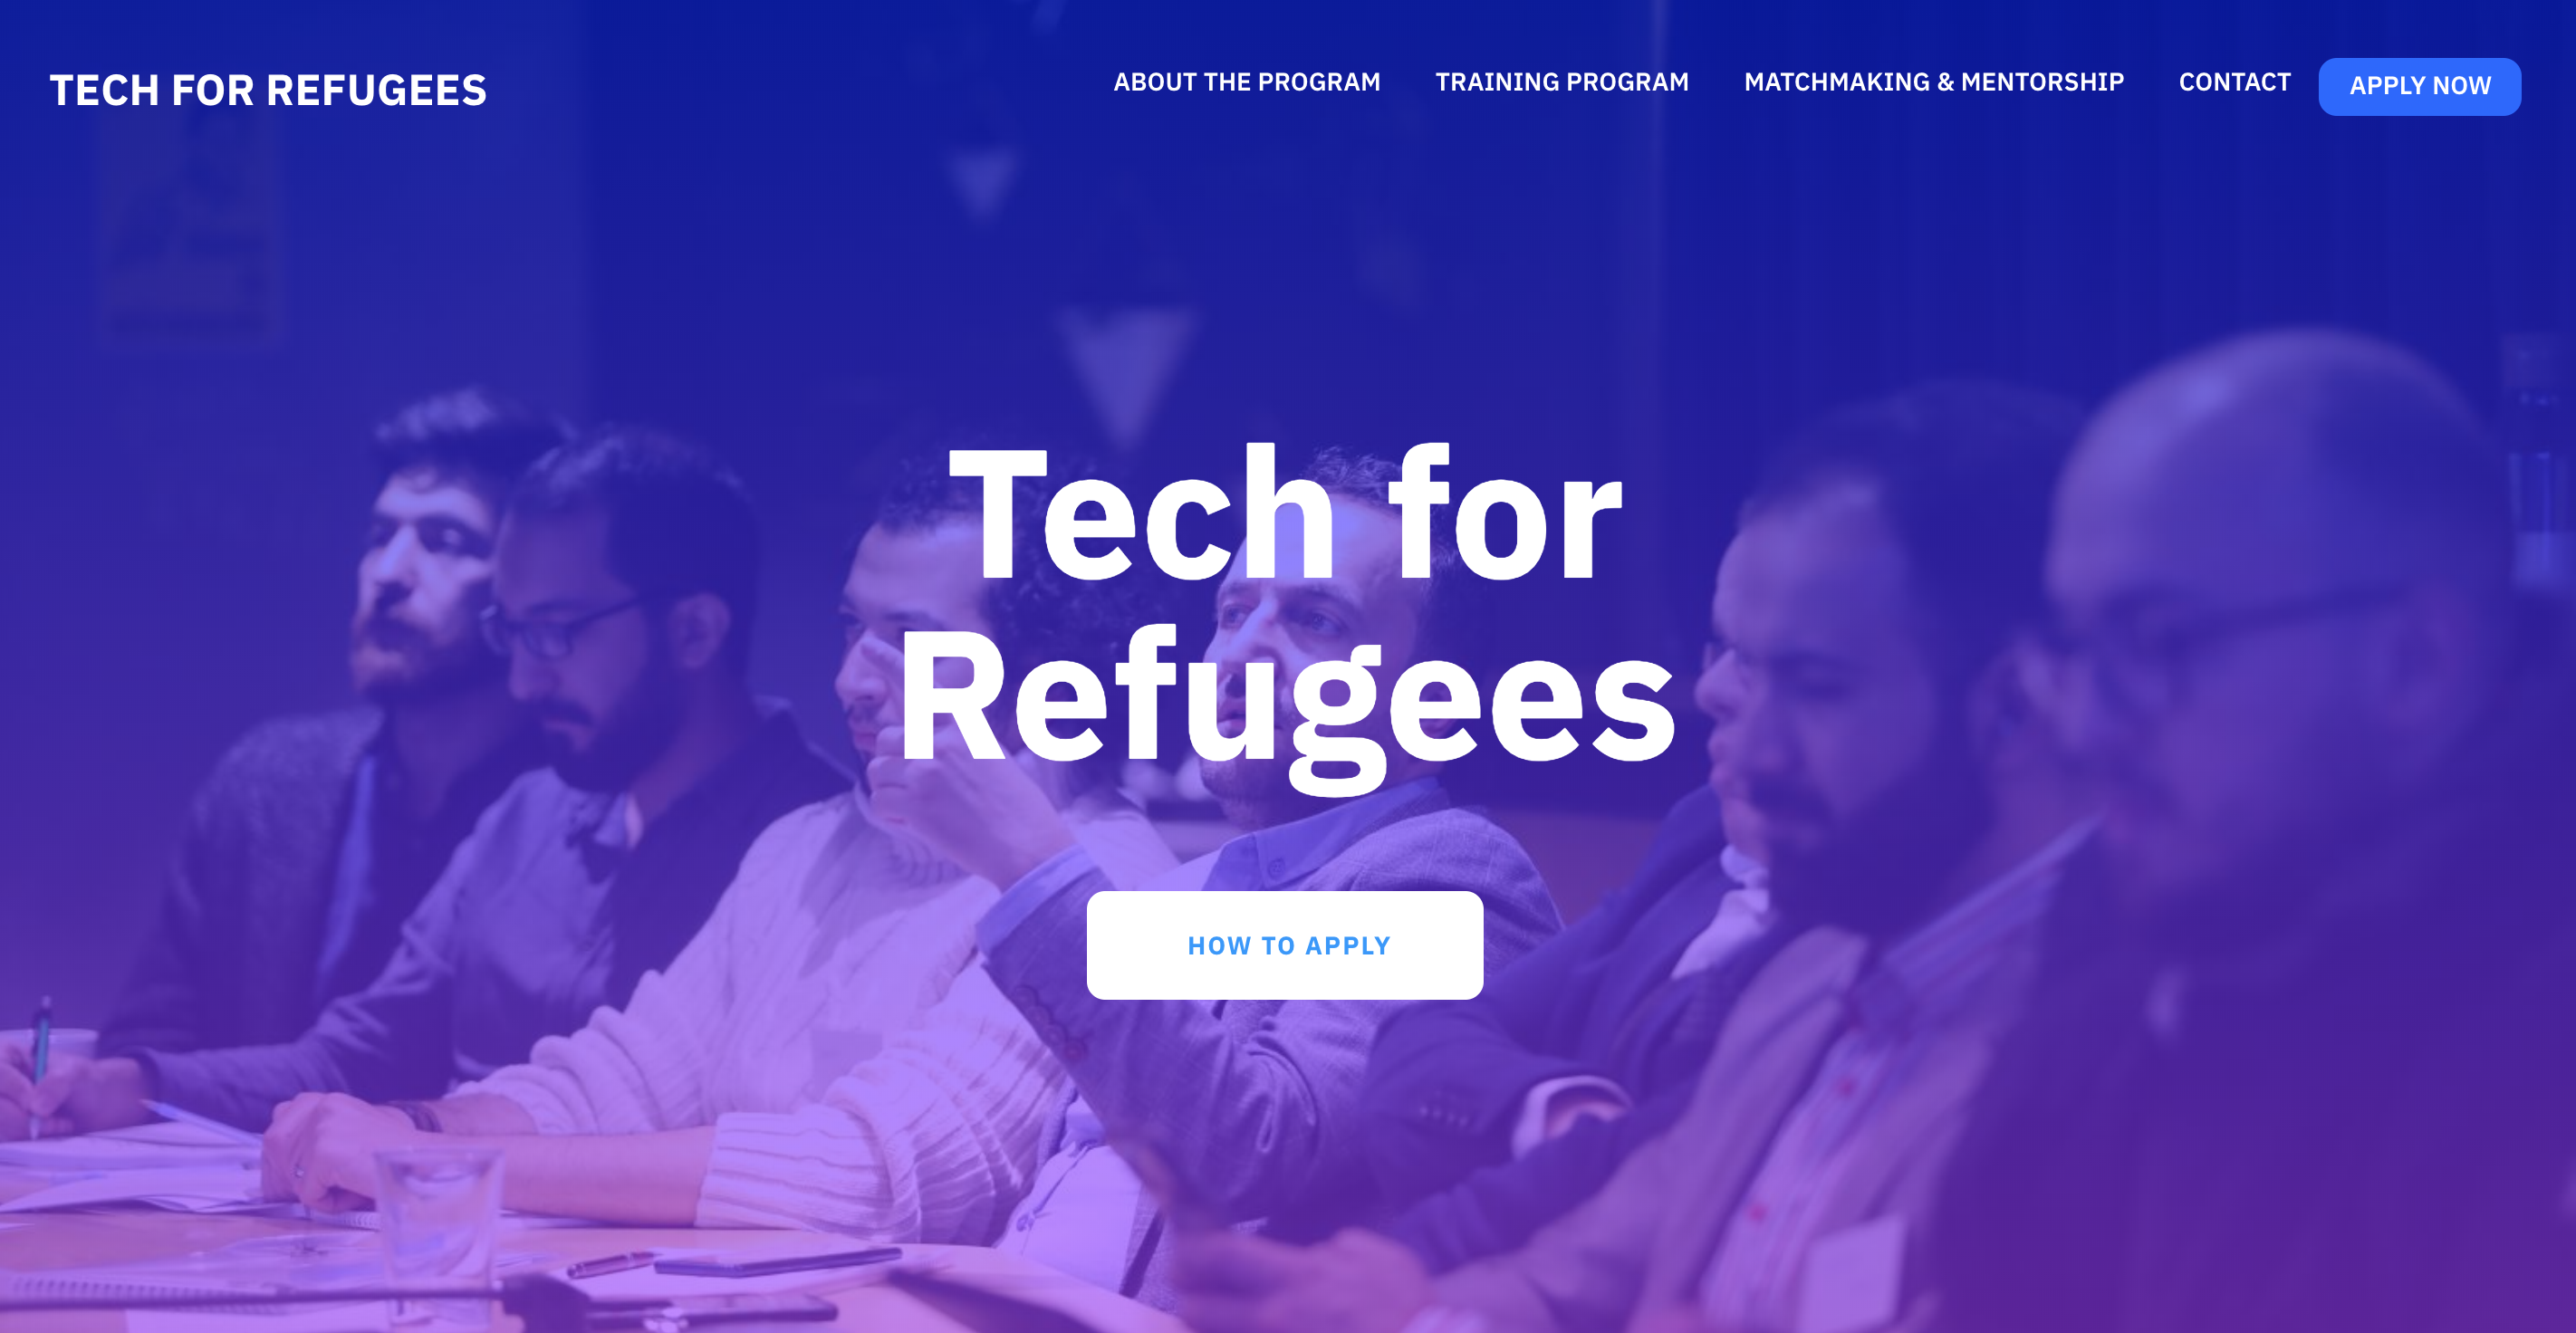 TECH FOR REFUGEES
ABOUT THE PROGRAM
TRAINING PROGRAM
MATCHMAKING & MENTORSHIP
CONTACT
APPLY NOW
Tech for
Refugees
HOW TO APPLY